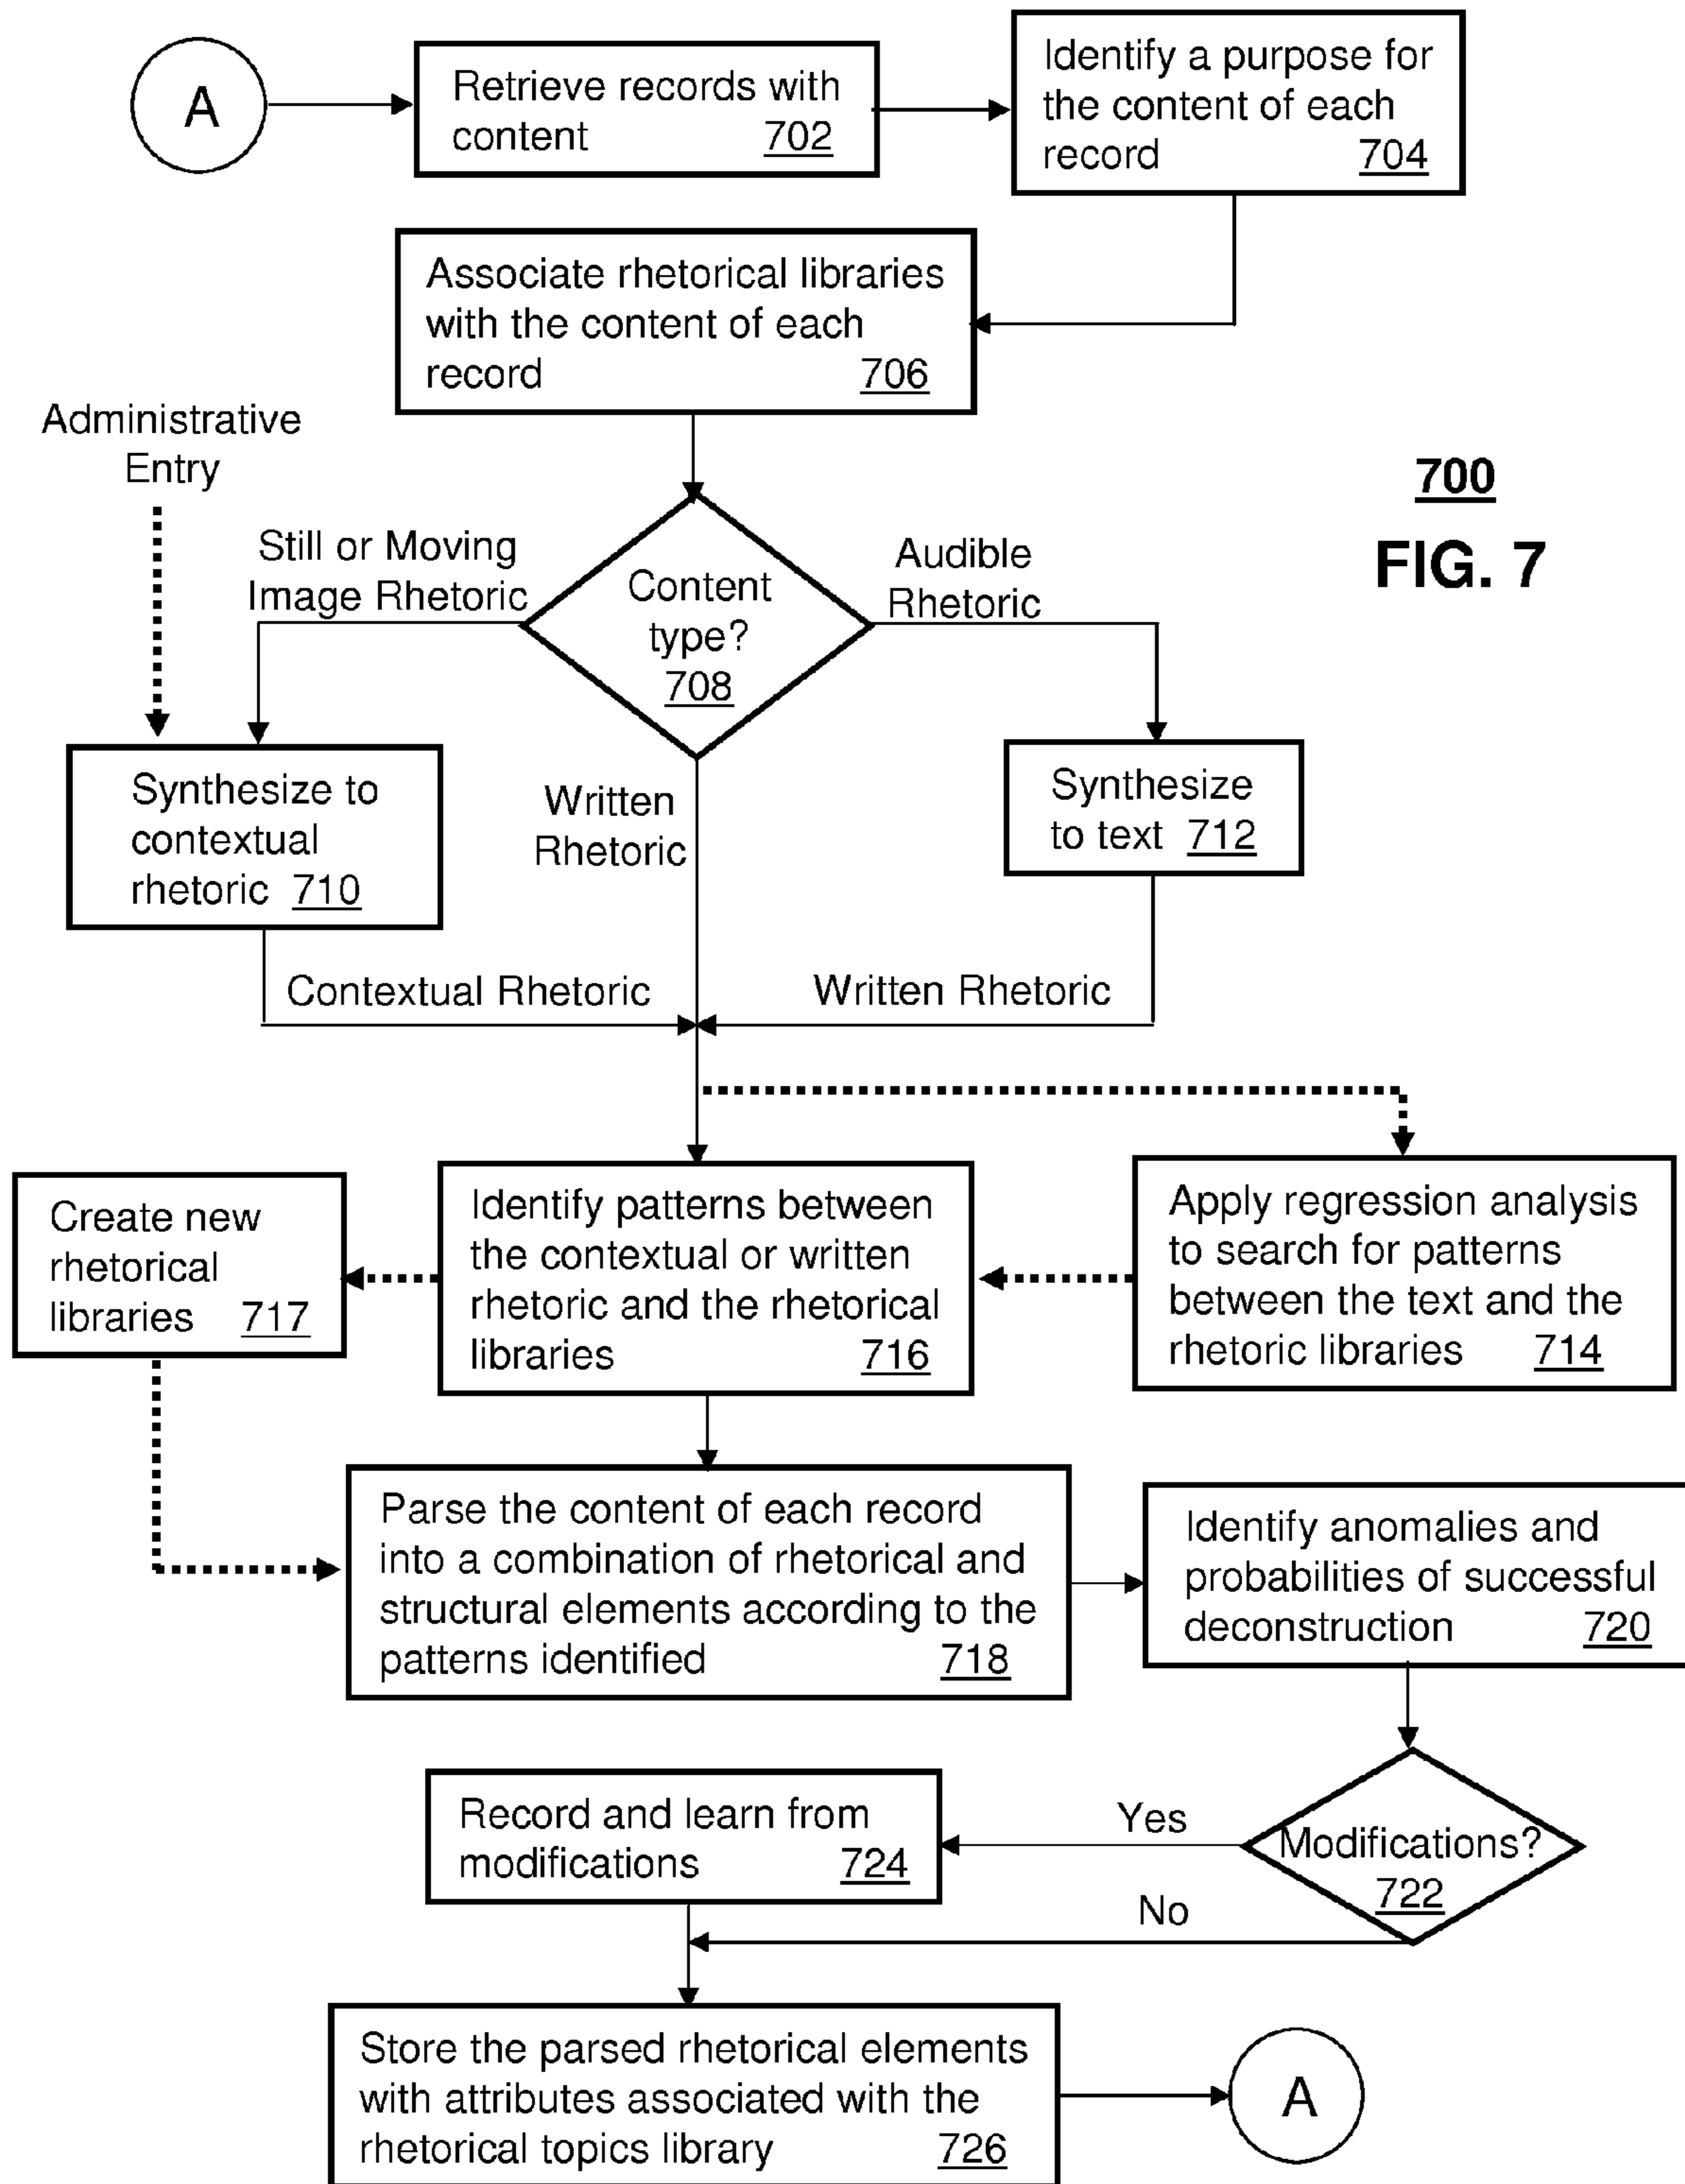 A
Retrieve records with
content 702
Identify a purpose for
the content of each
record 704
Associate rhetorical libraries
with the content of each
record 706
Administrative
Entry
700
FIG. 7
Still or Moving
Image Rhetoric
Content
type?
708
Audible
Rhetoric
Synthesize to
contextual
rhetoric 710
Written
Rhetoric
Synthesize
to text 712
Contextual Rhetoric
Written Rhetoric
Create new
rhetorical
libraries 717
Identify patterns between
the contextual or written
rhetoric and the rhetorical
libraries 716
Apply regression analysis
to search for patterns
between the text and the
rhetoric libraries 714
Parse the content of each record
into a combination of rhetorical and
structural elements according to the
patterns identified 718
Identify anomalies and
probabilities of successful
deconstruction 720
Record and learn from
modifications 724
Yes
Modifications?
722
No
Store the parsed rhetorical elements
with attributes associated with the
rhetorical topics library 726
A